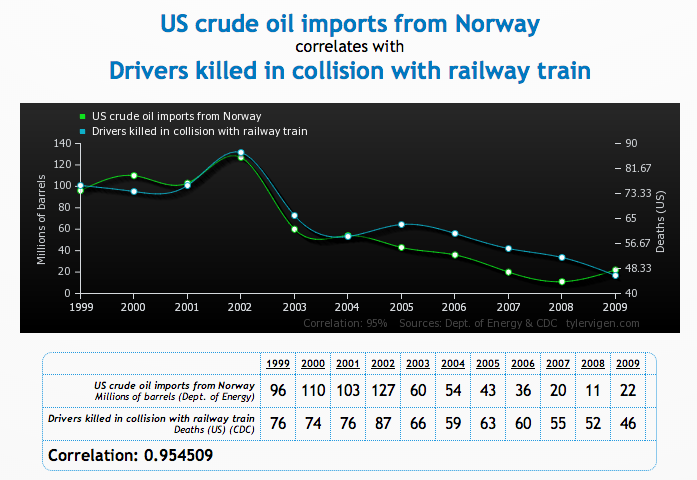 US crude oil imports from Norway
correlates with
Drivers killed in collision with railway train
US crude oil imports from Norway
Drivers killed in collision with railway train
140 90
120 81.67
100 73.33
80 65
60 56.67
40 48.33
20
0 40
Millions of barrels
Deaths (US)
1999 2000 2001 2002 2003 2004 2005 2006 2007 2008 2009
Correlation: 95% Sources: Dept. of Energy & CDC tylervigen.com
1999 2000 2001 2002 2003 2004 2005 2006 2007 2008 2009
US crude oil imports from Norway
Millions of barrels (Dept. of Energy)
96 110 103 127 60 54 43 36 20 11 22
Drivers killed in collision with railway train
Deaths (US) (CDC)
76 74 76 87 66 59 63 60 55 52 46
Correlation: 0.954509